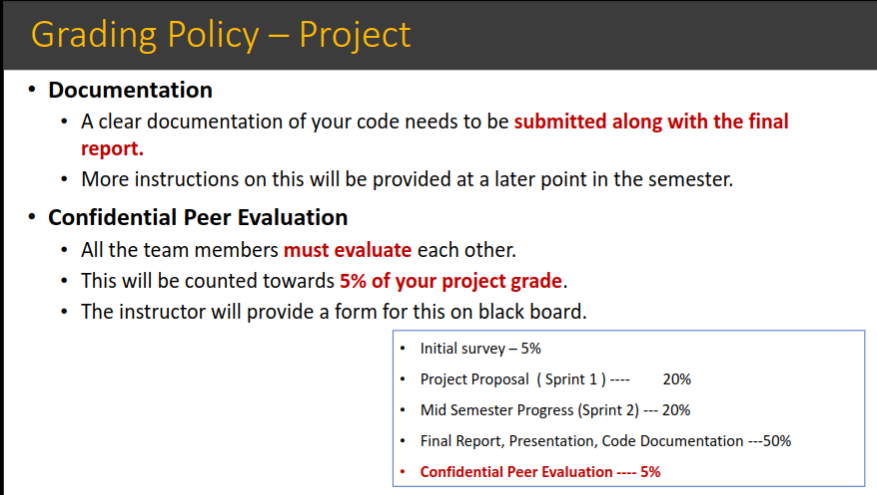 Grading Policy – Project
• Documentation
• A clear documentation of your code needs to be submitted along with the final
report.
• More instructions on this will be provided at a later point in the semester.
• Confidential Peer Evaluation
• All the team members must evaluate each other.
• This will be counted towards 5% of your project grade.
• The instructor will provide a form for this on black board.
• Initial survey – 5%
• Project Proposal ( Sprint 1 ) ---- 20%
• Mid Semester Progress (Sprint 2) --- 20%
• Final Report, Presentation, Code Documentation ---50%
• Confidential Peer Evaluation ---- 5%